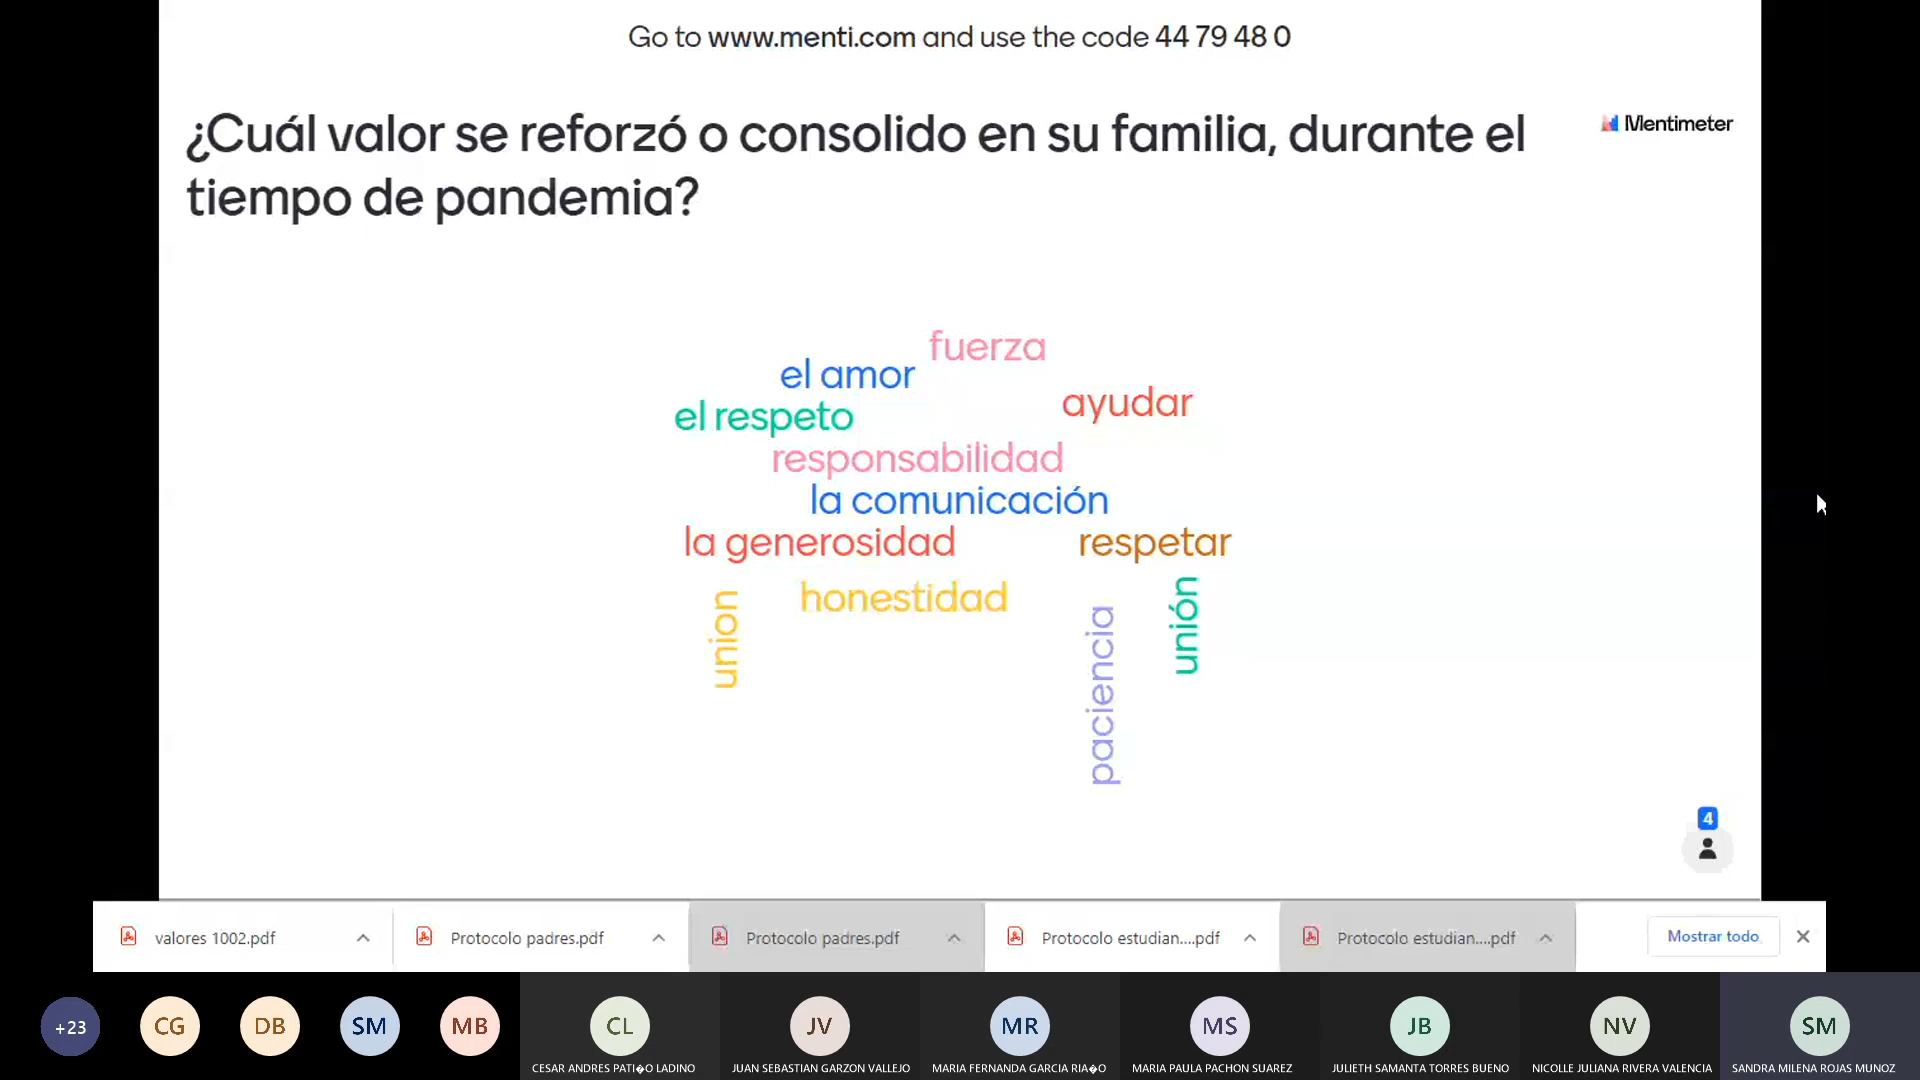 Go to www.menti.com and use the code 44 79 48 0
¿Cuál valor se reforzó o consolido en su familia, durante el
tiempo de pandemia?
Mentimeter
fuerza
el amor
ayudar
el respeto
responsabilidad
la comunicación
la generosidad
respetar
honestidad
union
paciencia
unión
4
valores 1002.pdf
Protocolo padres.pdf
Protocolo padres.pdf
Protocolo estudian....pdf
Protocolo estudian....pdf
Mostrar todo
+23
CG
DB
SM
MB
CL
JV
MR
MS
JB
NV
SM
CESAR ANDRES PATI�O LADINO
JUAN SEBASTIAN GARZON VALLEJO
MARIA FERNANDA GARCIA RIA�O
MARIA PAULA PACHON SUAREZ
JULIETH SAMANTA TORRES BUENO
NICOLLE JULIANA RIVERA VALENCIA
SANDRA MILENA ROJAS MUNOZ